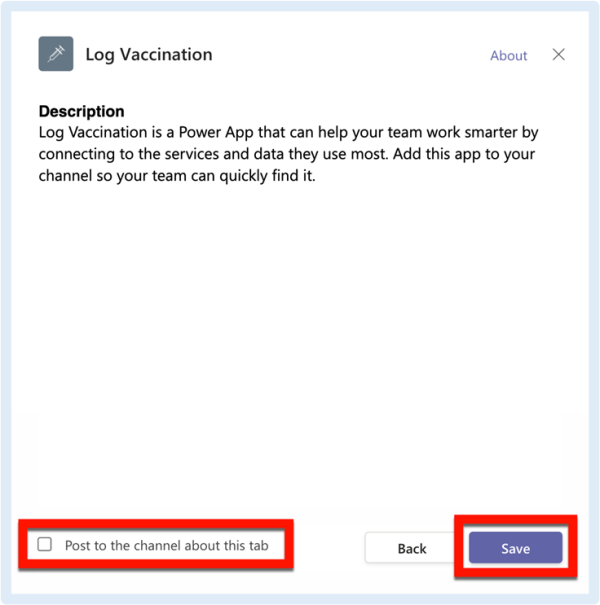 Log Vaccination
About
Description
Log Vaccination is a Power App that can help your team work smarter by
connecting to the services and data they use most. Add this app to your
channel so your team can quickly find it.
Post to the channel about this tab
Back
Save